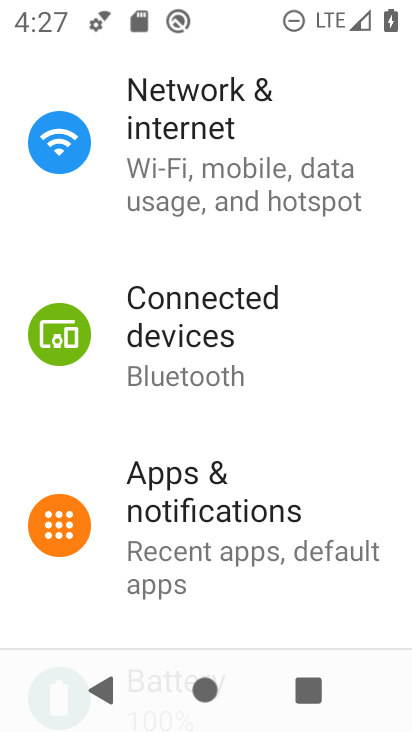 4:27 LTE
Network &
internet
Wi-Fi, mobile, data
usage, and hotspot
Connected
devices
Bluetooth
Apps &
notifications
Recent apps, default
apps
Battery
100%